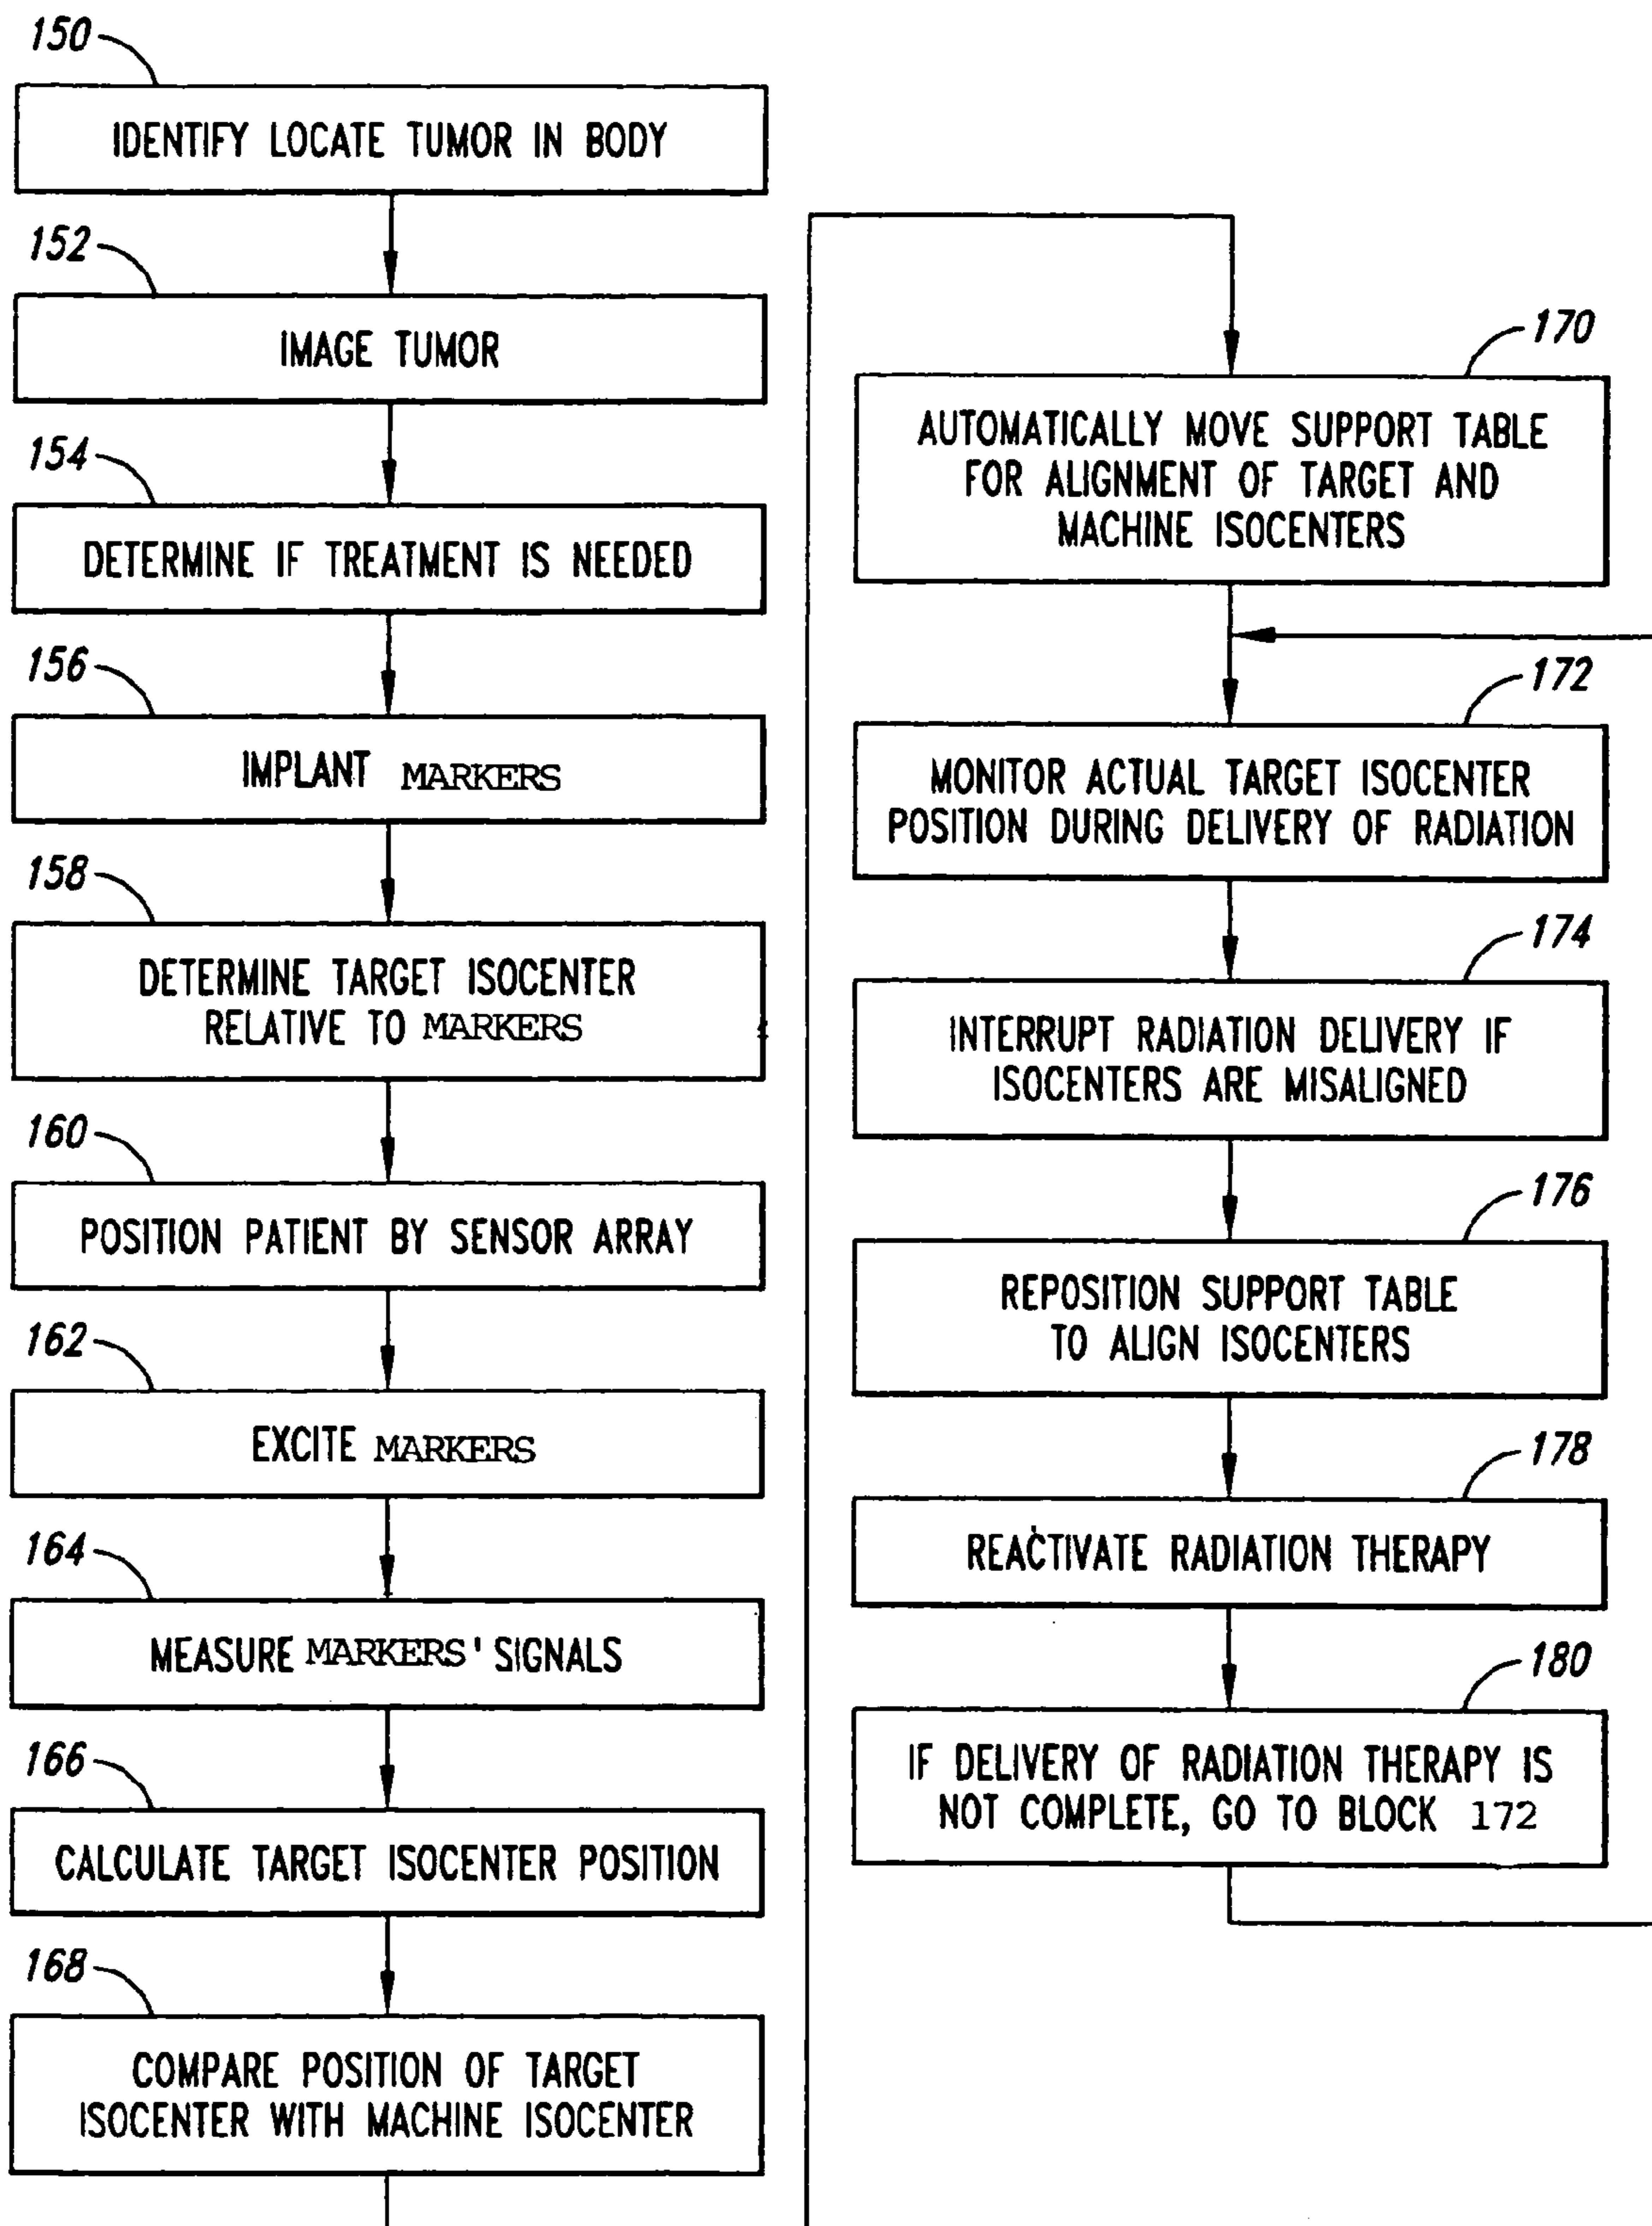 150
IDENTIFY LOCATE TUMOR IN BODY
152
IMAGE TUMOR
154
DETERMINE IF TREATMENT IS NEEDED
156
IMPLANT MARKERS
158
DETERMINE TARGET ISOCENTER
RELATIVE TO MARKERS
160
POSITION PATIENT BY SENSOR ARRAY
162
EXCITE MARKERS
164
MEASURE MARKERS' SIGNALS
166
CALCULATE TARGET ISOCENTER POSITION
168
COMPARE POSITION OF TARGET
ISOCENTER WITH MACHINE ISOCENTER
170
AUTOMATICALLY MOVE SUPPORT TABLE
FOR ALIGNMENT OF TARGET AND
MACHINE ISOCENTERS
172
MONITOR ACTUAL TARGET ISOCENTER
POSITION DURING DELIVERY OF RADIATION
174
INTERRUPT RADIATION DELIVERY IF
ISOCENTERS ARE MISALIGNED
176
REPOSITION SUPPORT TABLE
TO ALIGN ISOCENTERS
178
REACTIVATE RADIATION THERAPY
180
IF DELIVERY OF RADIATION THERAPY IS
NOT COMPLETE, GO TO BLOCK 172